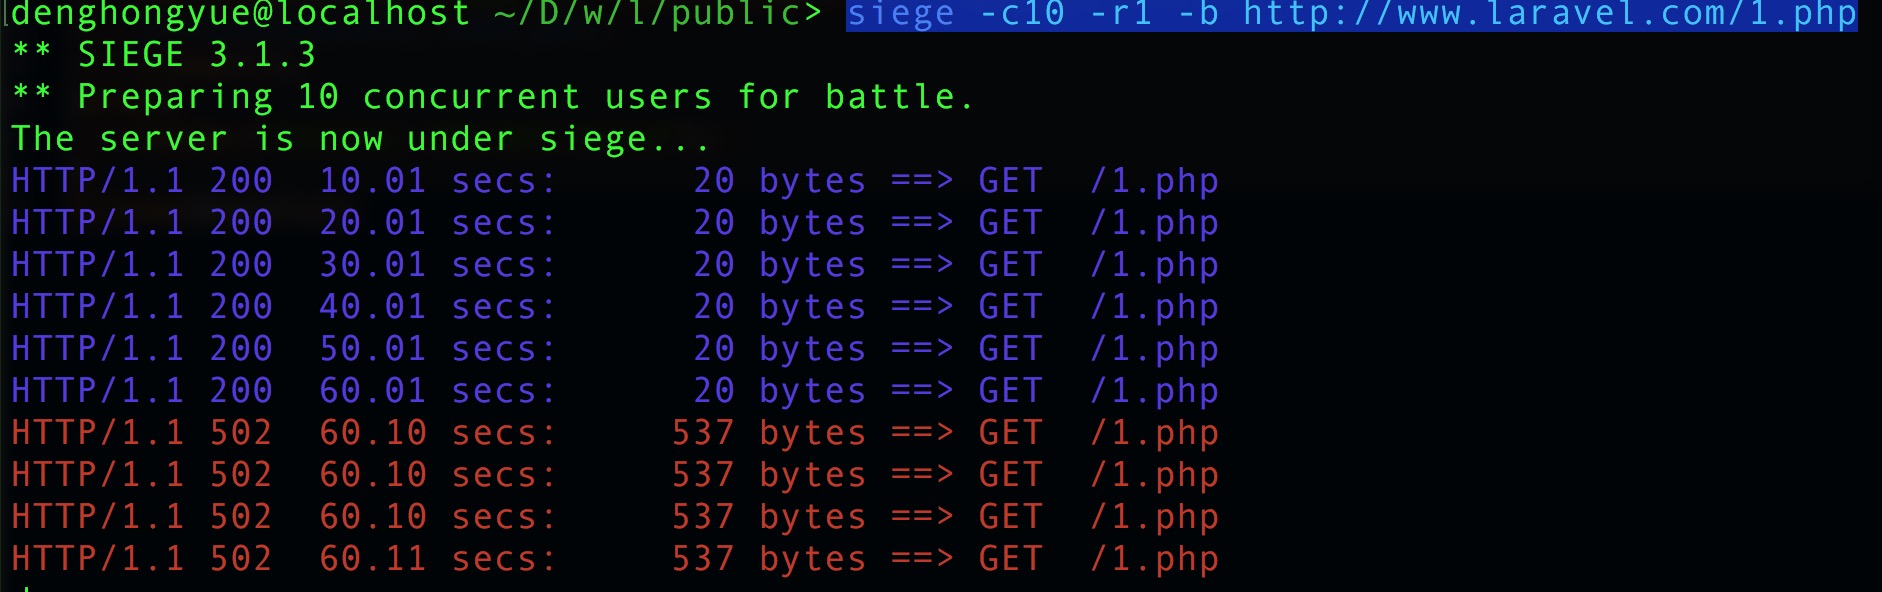 denghongyue@localhost ~/D/w/l/public> siege -c10 -r1 -b http://www.laravel.com/1.php
** SIEGE 3.1.3
** Preparing 10 concurrent users for battle.
The server is now under siege...
HTTP/1.1 200  10.01 secs:      20 bytes ==> GET  /1.php
HTTP/1.1 200  20.01 secs:      20 bytes ==> GET  /1.php
HTTP/1.1 200  30.01 secs:      20 bytes ==> GET  /1.php
HTTP/1.1 200  40.01 secs:      20 bytes ==> GET  /1.php
HTTP/1.1 200  50.01 secs:      20 bytes ==> GET  /1.php
HTTP/1.1 200  60.01 secs:      20 bytes ==> GET  /1.php
HTTP/1.1 502  60.10 secs:     537 bytes ==> GET  /1.php
HTTP/1.1 502  60.10 secs:     537 bytes ==> GET  /1.php
HTTP/1.1 502  60.10 secs:     537 bytes ==> GET  /1.php
HTTP/1.1 502  60.11 secs:     537 bytes ==> GET  /1.php